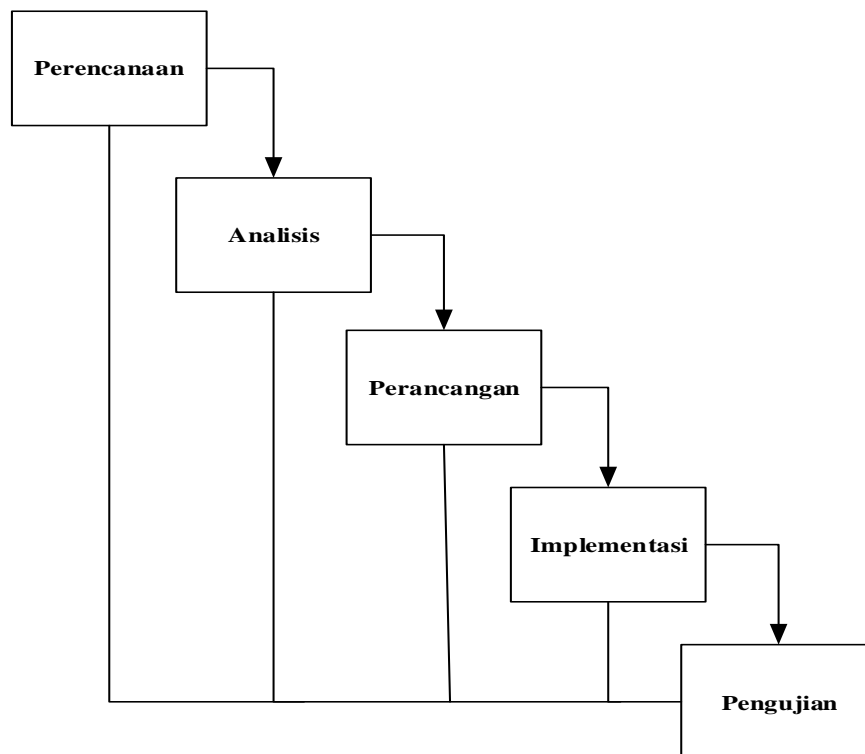 Perencanaan
Analisis
Perancangan
Implementasi
Pengujian